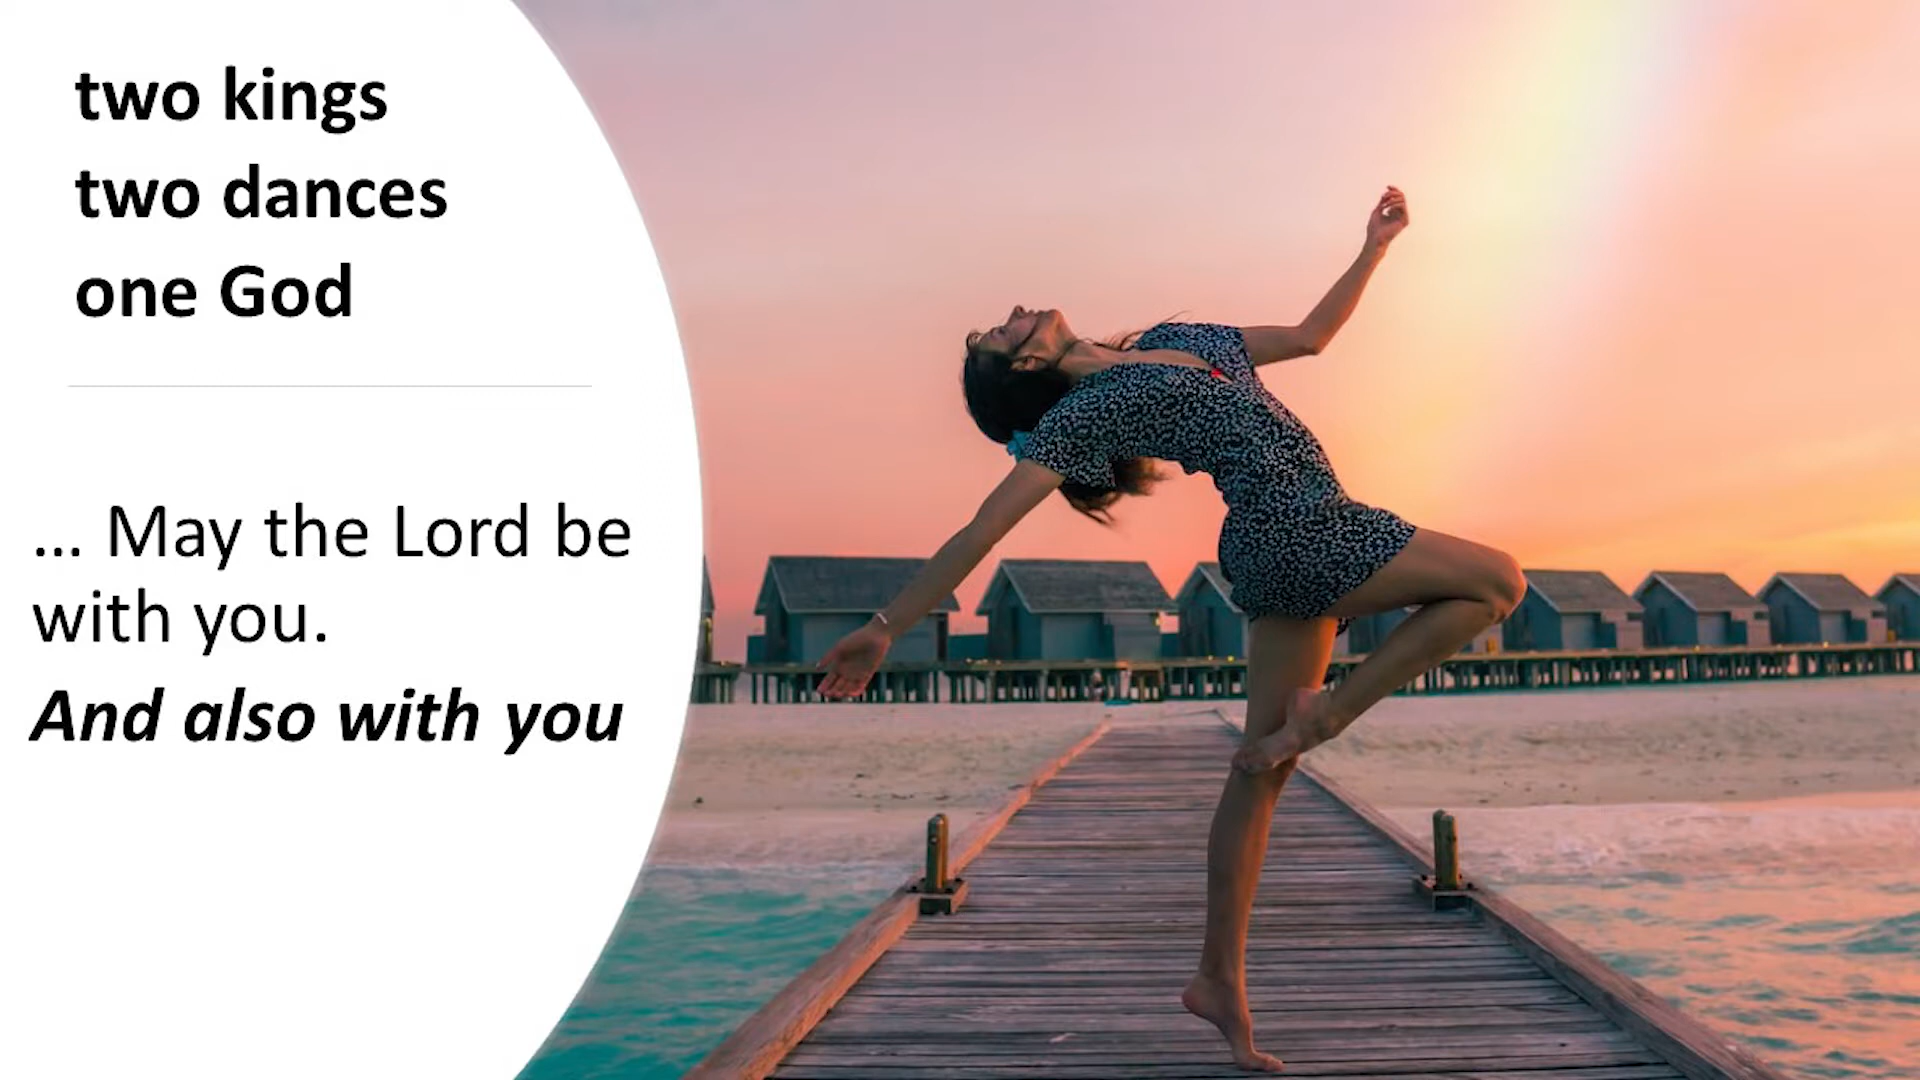 two kings
two dances
one God
... May the Lord be
with you.
And also with you